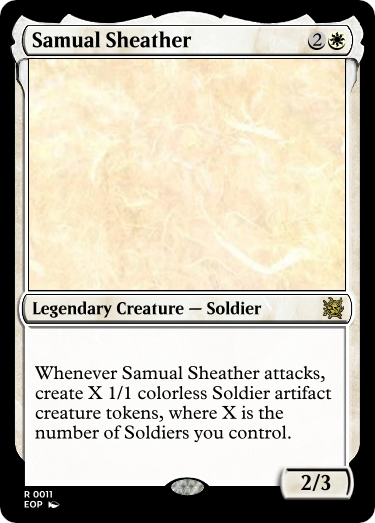 Samual Sheather 2
Legendary Creature — Soldier
Whenever Samual Sheather attacks,
create X 1/1 colorless Soldier artifact
creature tokens, where X is the
number of Soldiers you control.
2/3
R 0011
EOP